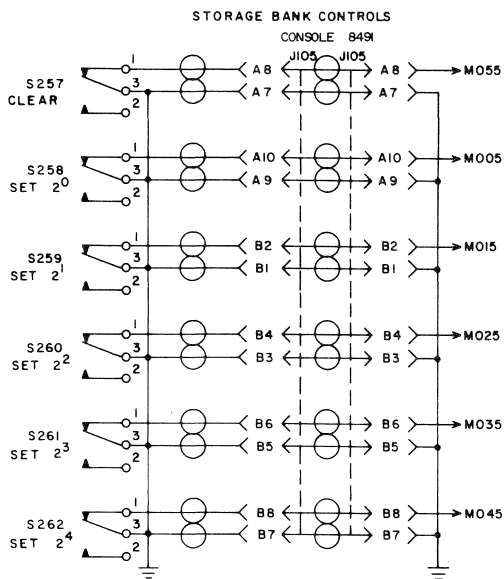 STORAGE BANK CONTROLS
CONSOLE 8491
J105 J105
1 A8 A8 M055
S257 3 A7 A7
CLEAR 2
1 A10 A10 M005
S258 3 A9 A9
SET 2⁰ 2
1 B2 B2 M015
S259 3 B1 B1
SET 2¹ 2
1 B4 B4 M025
S260 3 B3 B3
SET 2² 2
1 B6 B6 M035
S261 3 B5 B5
SET 2³ 2
1 B8 B8 M045
S262 3 B7 B7
SET 2⁴ 2